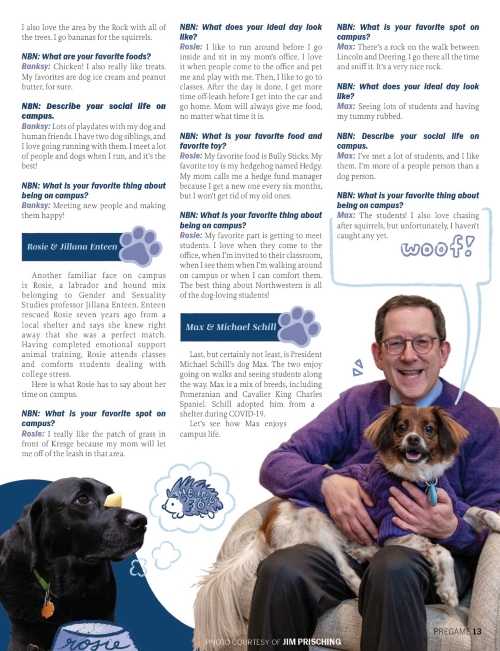 I also love the area by the Rock with all of
the trees. I go bananas for the squirrels.
NBN: What are your favorite foods?
Banksy: Chicken! I also really like treats.
My favorites are dog ice cream and peanut
butter, for sure.
NBN: Describe your social life on
campus.
Banksy: Lots of playdates with my dog and
human friends. I have two dog siblings, and
I love going running with them. I meet a lot
of people and dogs when I run, and it's the
best!
NBN: What is your favorite thing about
being on campus?
Banksy: Meeting new people and making
them happy!
Rosie & Jillana Enteen
Another familiar face on campus
is Rosie, a labrador and hound mix
belonging to Gender and Sexuality
Studies professor Jillana Enteen. Enteen
rescued Rosie seven years ago from a
local shelter and says she knew right
away that she was a perfect match.
Having completed emotional support
animal training, Rosie attends classes
and comforts students dealing with
college stress.
Here is what Rosie has to say about her
time on campus.
NBN: What is your favorite spot on
campus?
Rosie: I really like the patch of grass in
front of Kresge because my mom will let
me off of the leash in that area.
NBN: What does your ideal day look
like?
Rosie: I like to run around before I go
inside and sit in my mom's office. I love
it when people come to the office and pet
me and play with me. Then, I like to go to
classes. After the day is done, I get more
time off-leash before I get into the car and
go home. Mom will always give me food,
no matter what time it is.
NBN: What is your favorite food and
favorite toy?
Rosie: My favorite food is Bully Sticks. My
favorite toy is my hedgehog named Hedgy.
My mom calls me a hedge fund manager
because I get a new one every six months,
but I won't get rid of my old ones.
NBN: What is your favorite thing about
being on campus?
Rosie: My favorite part is getting to meet
students. I love when they come to the
office, when I'm invited to their classroom,
when I see them when I'm walking around
on campus or when I can comfort them.
The best thing about Northwestern is all
of the dog-loving students!
Max & Michael Schill
Last, but certainly not least, is President
Michael Schill's dog Max. The two enjoy
going on walks and seeing students along
the way. Max is a mix of breeds, including
Pomeranian and Cavalier King Charles
Spaniel. Schill adopted him from a
shelter during COVID-19.
Let's see how Max enjoys
campus life.
NBN: What is your favorite spot on
campus?
Max: There's a rock on the walk between
Lincoln and Deering. I go there all the time
and sniff it. It's a very nice rock.
NBN: What does your ideal day look
like?
Max: Seeing lots of students and having
my tummy rubbed.
NBN: Describe your social life on
campus.
Max: I've met a lot of students, and I like
them. I'm more of a people person than a
dog person.
NBN: What is your favorite thing about
being on campus?
Max: The students! I also love chasing
after squirrels, but unfortunately, I haven't
caught any yet.
woof!
rosie
PHOTO COURTESY OF JIM PRISCHING
PREGAME 13